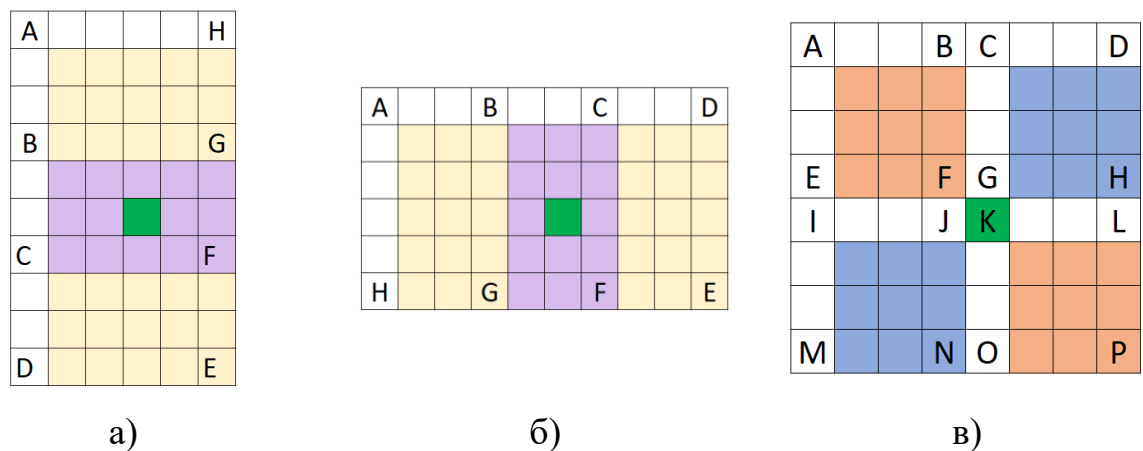 A H
B G
C F
D E
A B C D
H G F E
A B C D
E F G H
I J K L
M N O P
а) б) в)